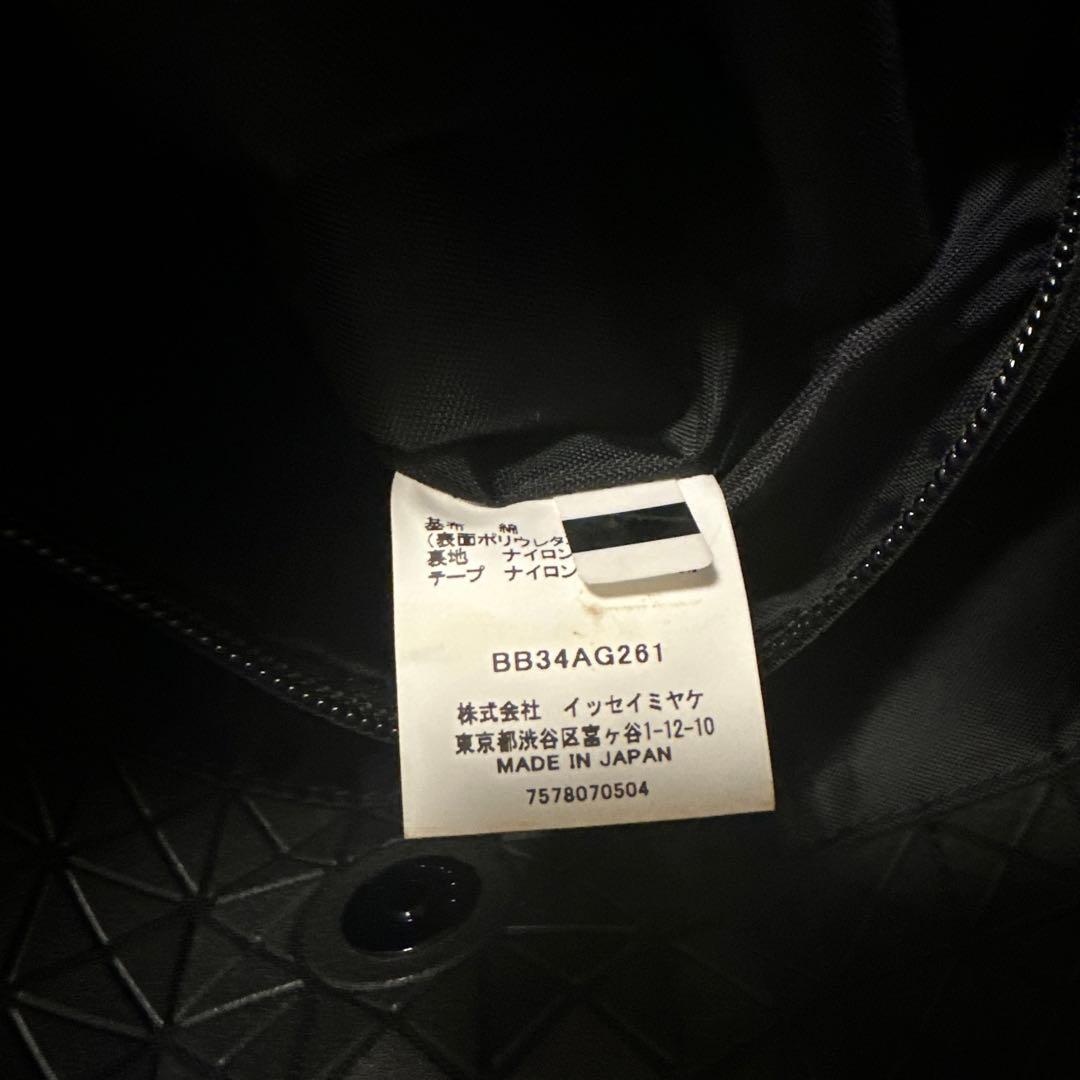 基布 綿
(表面ポリウレタ
裏地 ナイロン
テープ ナイロン
BB34AG261
株式会社 イッセイミヤケ
東京都渋谷区富ヶ谷1-12-10
MADE IN JAPAN
7578070504